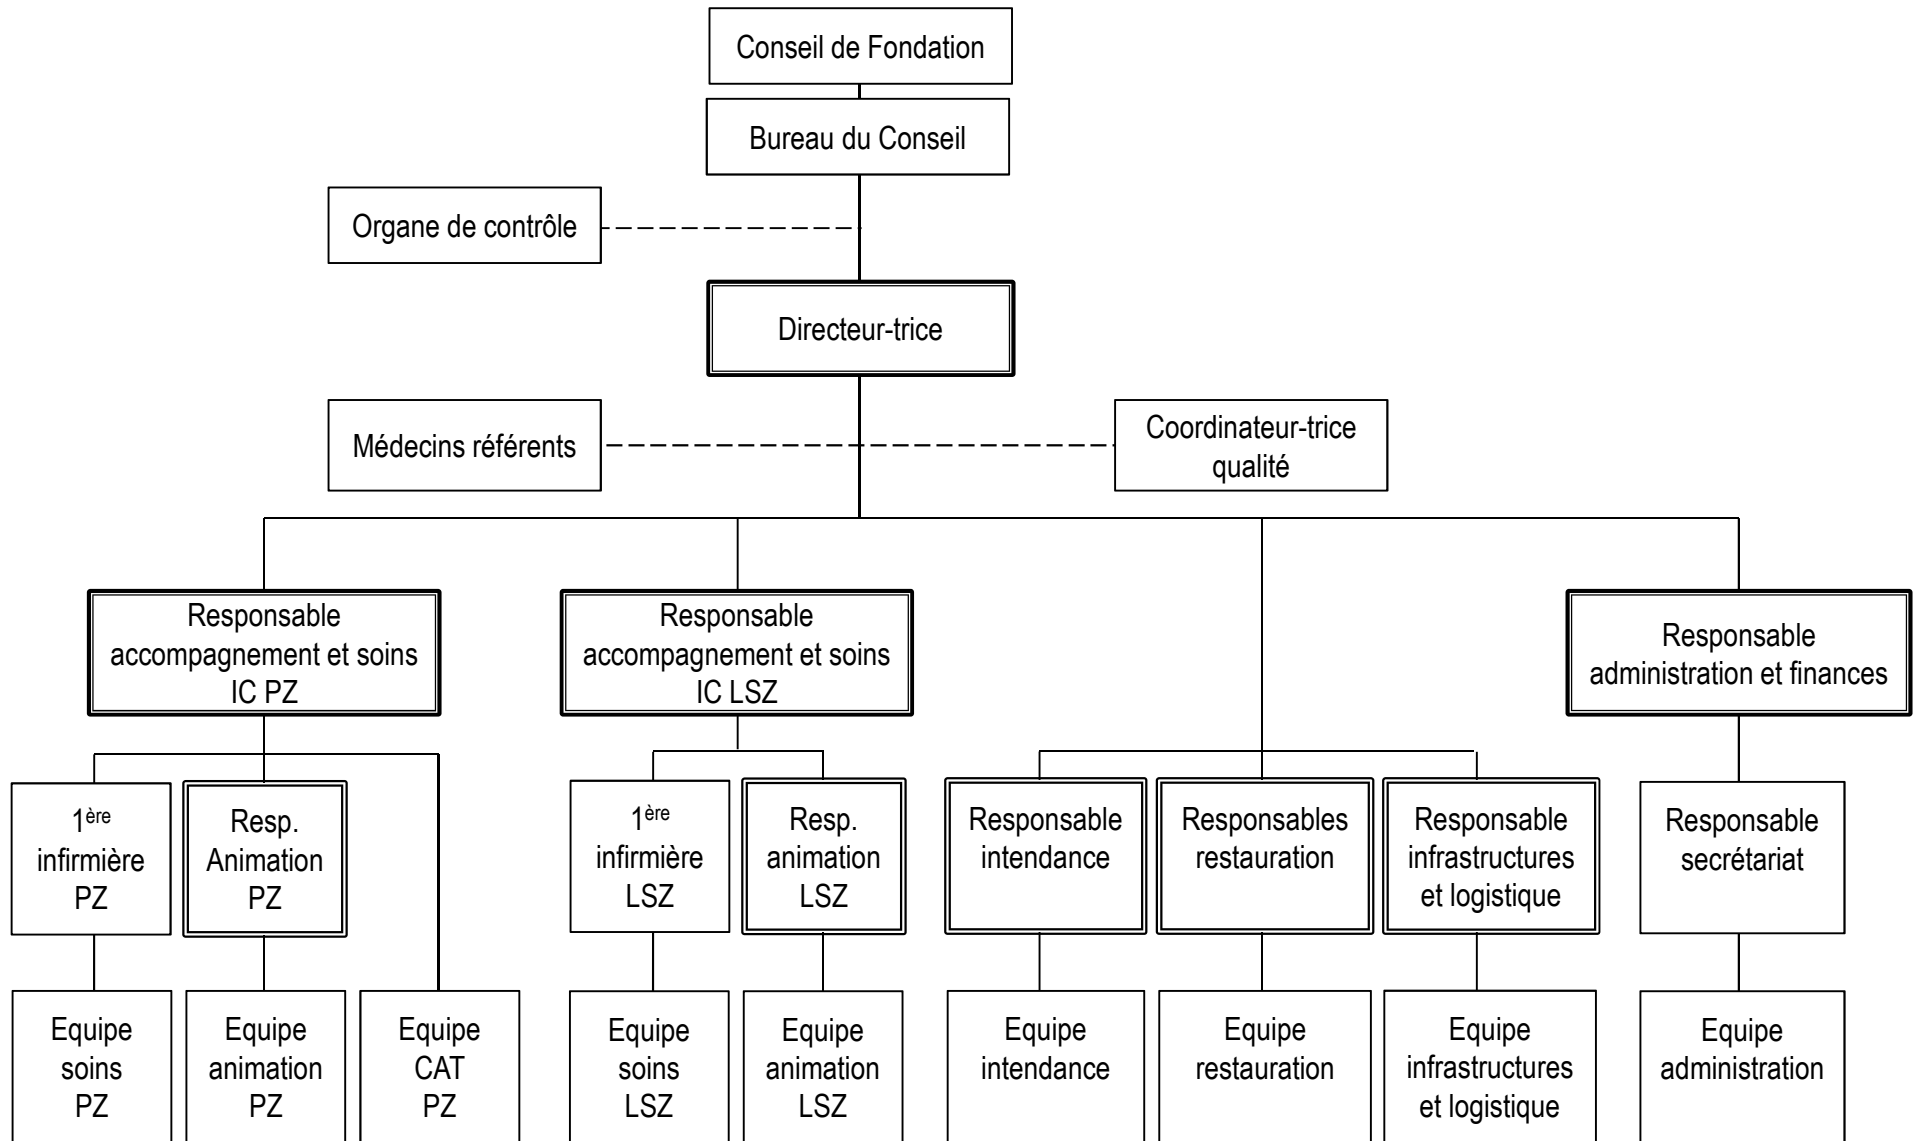 Conseil de Fondation
Bureau du Conseil
Organe de contrôle
Directeur-trice
Médecins référents
Coordinateur-trice
qualité
Responsable
accompagnement et soins
IC PZ
Responsable
accompagnement et soins
IC LSZ
Responsable
administration et finances
1ère
infirmière
PZ
Resp.
Animation
PZ
1ère
infirmière
LSZ
Resp.
animation
LSZ
Responsable
intendance
Responsables
restauration
Responsable
infrastructures
et logistique
Responsable
secrétariat
Equipe
soins
PZ
Equipe
animation
PZ
Equipe
CAT
PZ
Equipe
soins
LSZ
Equipe
animation
LSZ
Equipe
intendance
Equipe
restauration
Equipe
infrastructures
et logistique
Equipe
administration